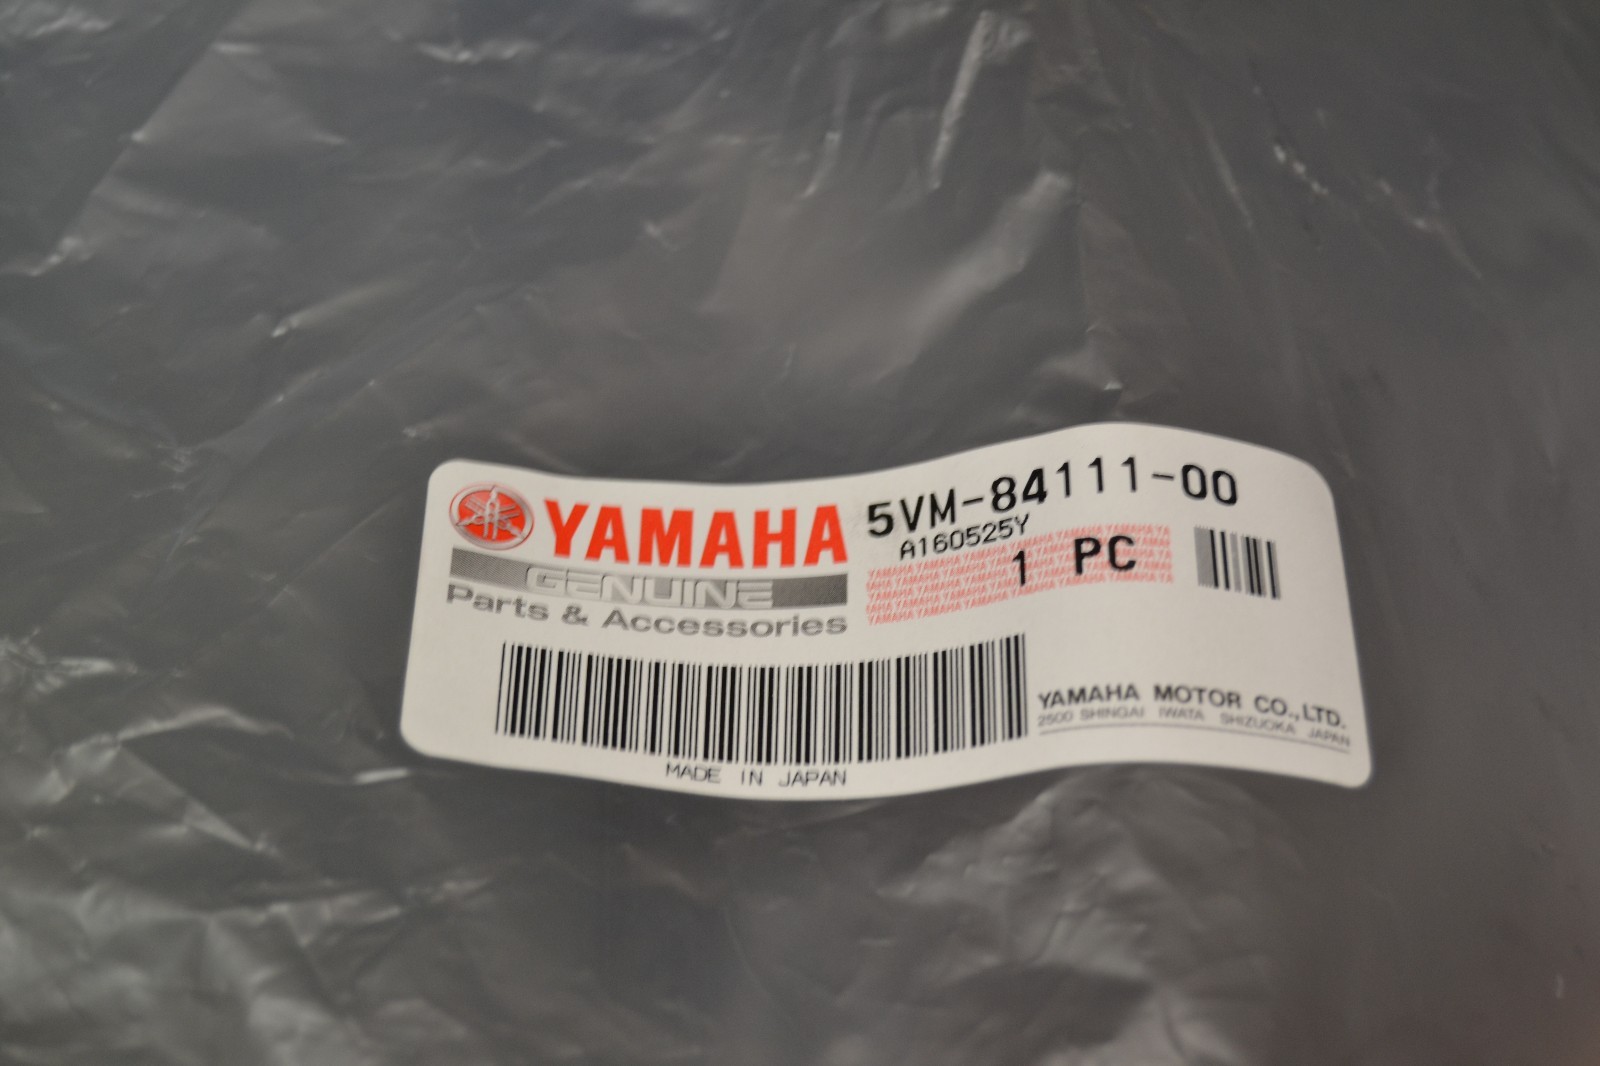 YAMAHA
GENUINE
Parts & Accessories
5VM-84111-00
A160525Y
1 PC
YAMAHA MOTOR CO.,LTD.
2500 SHINGAI IWATA SHIZUOKA JAPAN
MADE IN JAPAN